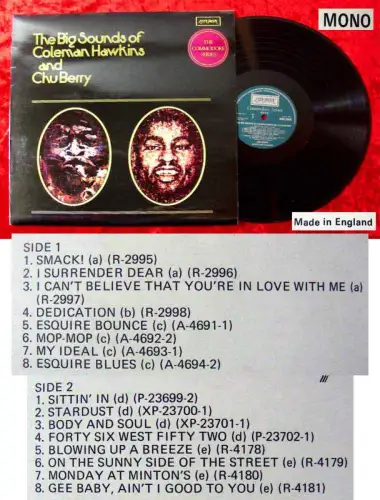 The Big Sounds of
Coleman Hawkins
and
Chu Berry
LONDON
THE
COMMODORE
SERIES
MONO
Made in England
SIDE 1
1. SMACK! (a) (R-2995)
2. I SURRENDER DEAR (a) (R-2996)
3. I CAN'T BELIEVE THAT YOU'RE IN LOVE WITH ME (a)
(R-2997)
4. DEDICATION (b) (R-2998)
5. ESQUIRE BOUNCE (c) (A-4691-1)
6. MOP-MOP (c) (A-4692-2)
7. MY IDEAL (c) (A-4693-1)
8. ESQUIRE BLUES (c) (A-4694-2)
SIDE 2
1. SITTIN' IN (d) (P-23699-2)
2. STARDUST (d) (XP-23700-1)
3. BODY AND SOUL (d) (XP-23701-1)
4. FORTY SIX WEST FIFTY TWO (d) (P-23702-1)
5. BLOWING UP A BREEZE (e) (R-4178)
6. ON THE SUNNY SIDE OF THE STREET (e) (R-4179)
7. MONDAY AT MINTON'S (e) (R-4180)
8. GEE BABY, AIN'T I GOOD TO YOU (e) (R-4181)